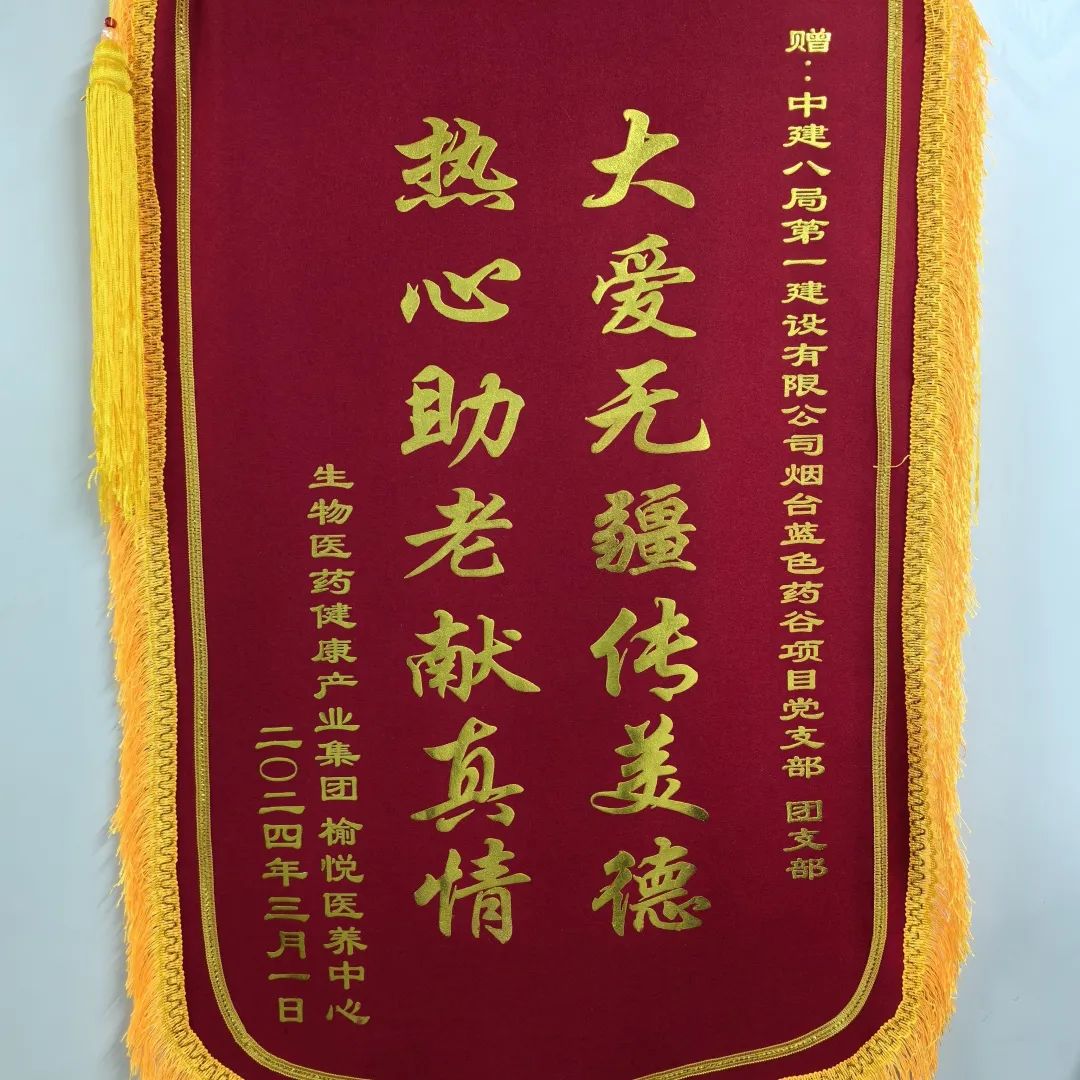 赠：中建八局第一建设有限公司烟台蓝色药谷项目党支部 团支部
大爱无疆传美德
热心助老献真情
生物医药健康产业集团 榆悦医养中心
二〇二四年三月一日